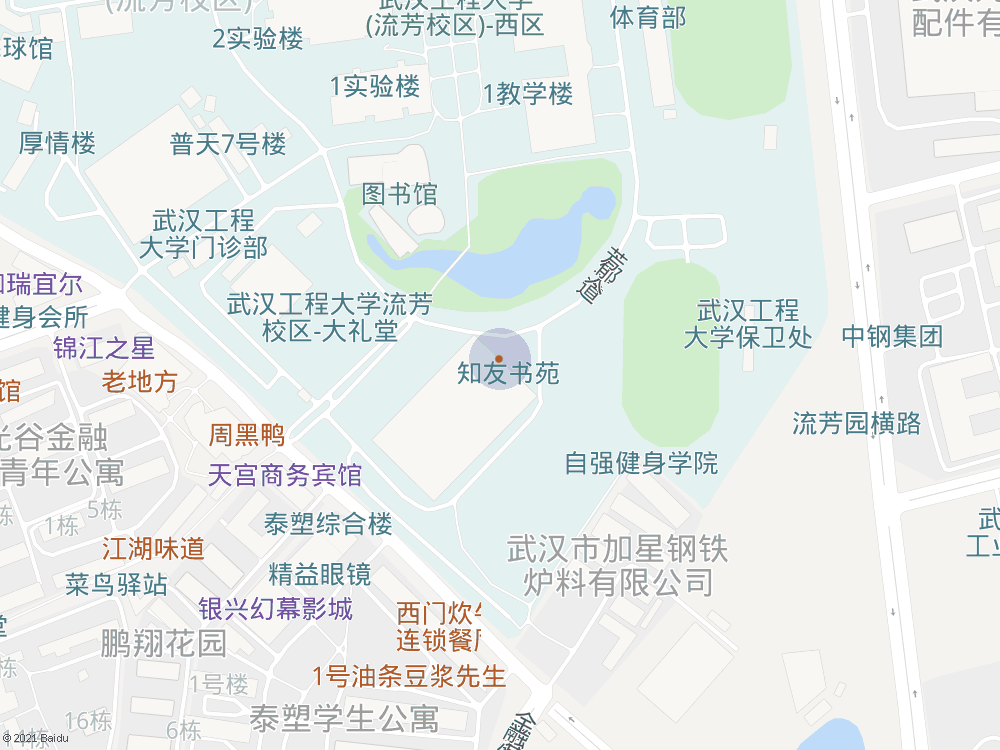 (流芳校区)
武汉工程大学
(流芳校区)-西区
体育部
配件有
2实验楼
球馆
1实验楼
1教学楼
厚情楼
普天7号楼
图书馆
武汉工程
大学门诊部
芳郁道
瑞宜尔
健身会所
武汉工程大学流芳
校区-大礼堂
武汉工程
大学保卫处
中钢集团
锦江之星
老地方
知友书苑
馆
流芳园横路
周黑鸭
光谷金融
青年公寓
天宫商务宾馆
自强健身学院
5栋
1栋
栋
泰塑综合楼
武
工业
江湖味道
武汉市加星钢铁
炉料有限公司
菜鸟驿站
精益眼镜
银兴幻幕影城
西门炊
连锁餐厅
鹏翔花园
1号油条豆浆先生
1号楼
16栋
6栋
泰塑学生公寓
金融
© 2021 Baidu